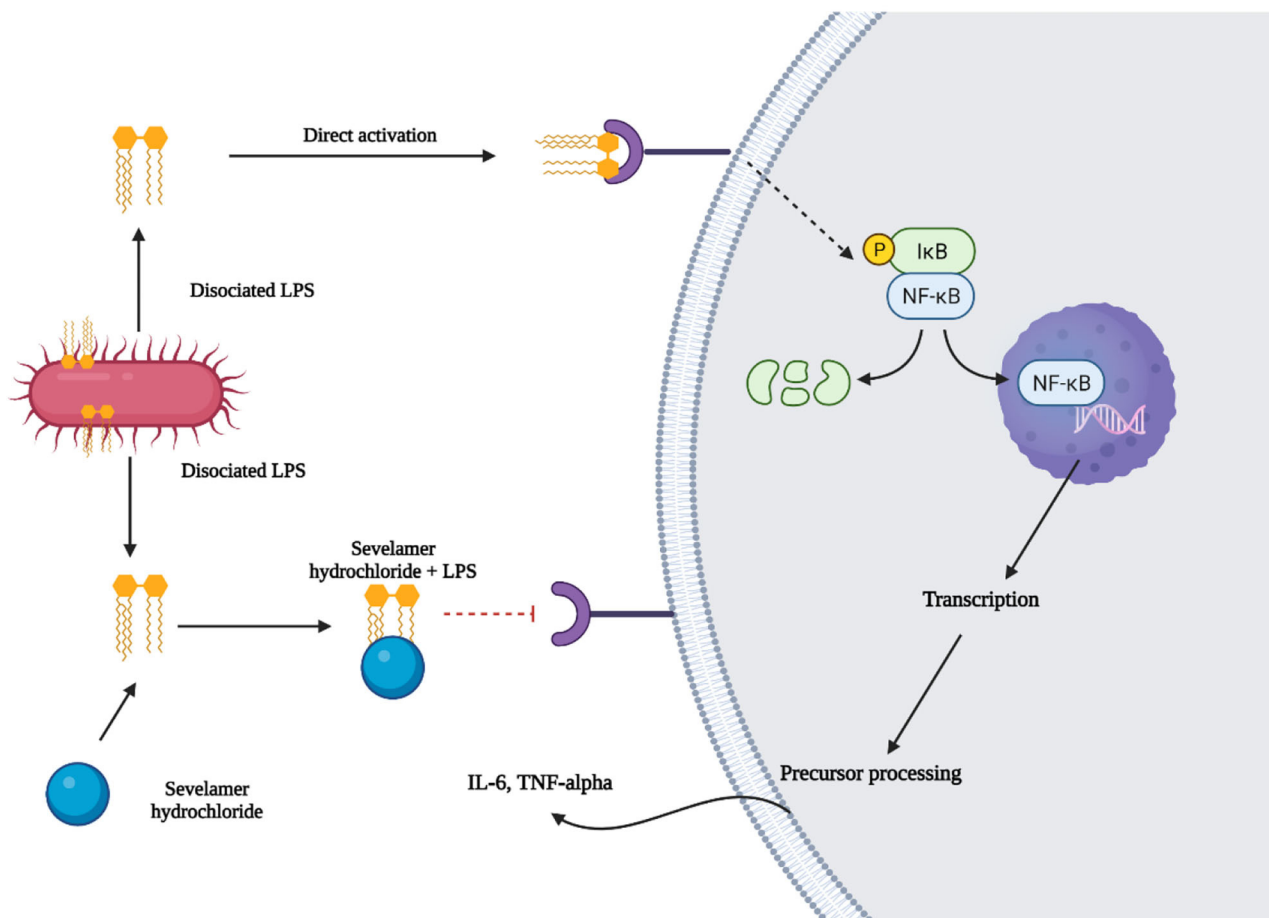 Direct activation
Disociated LPS
P
IκB
NF-κB
NF-κB
Disociated LPS
Sevelamer
hydrochloride + LPS
Transcription
Sevelamer
hydrochloride
IL-6, TNF-alpha
Precursor processing